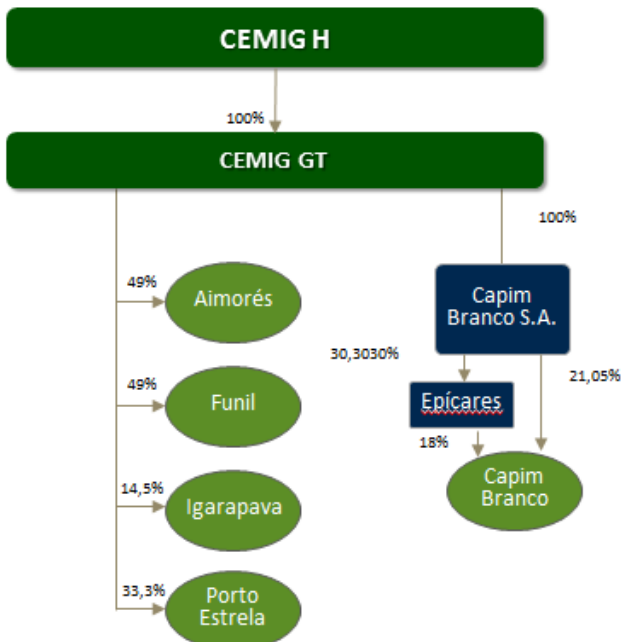 CEMIG H
100%
CEMIG GT
100%
49%
Aimorés
Capim
Branco S.A.
30,3030%
21,05%
49%
Funil
Epícares
18%
14,5%
Igarapava
Capim
Branco
33,3%
Porto
Estrela